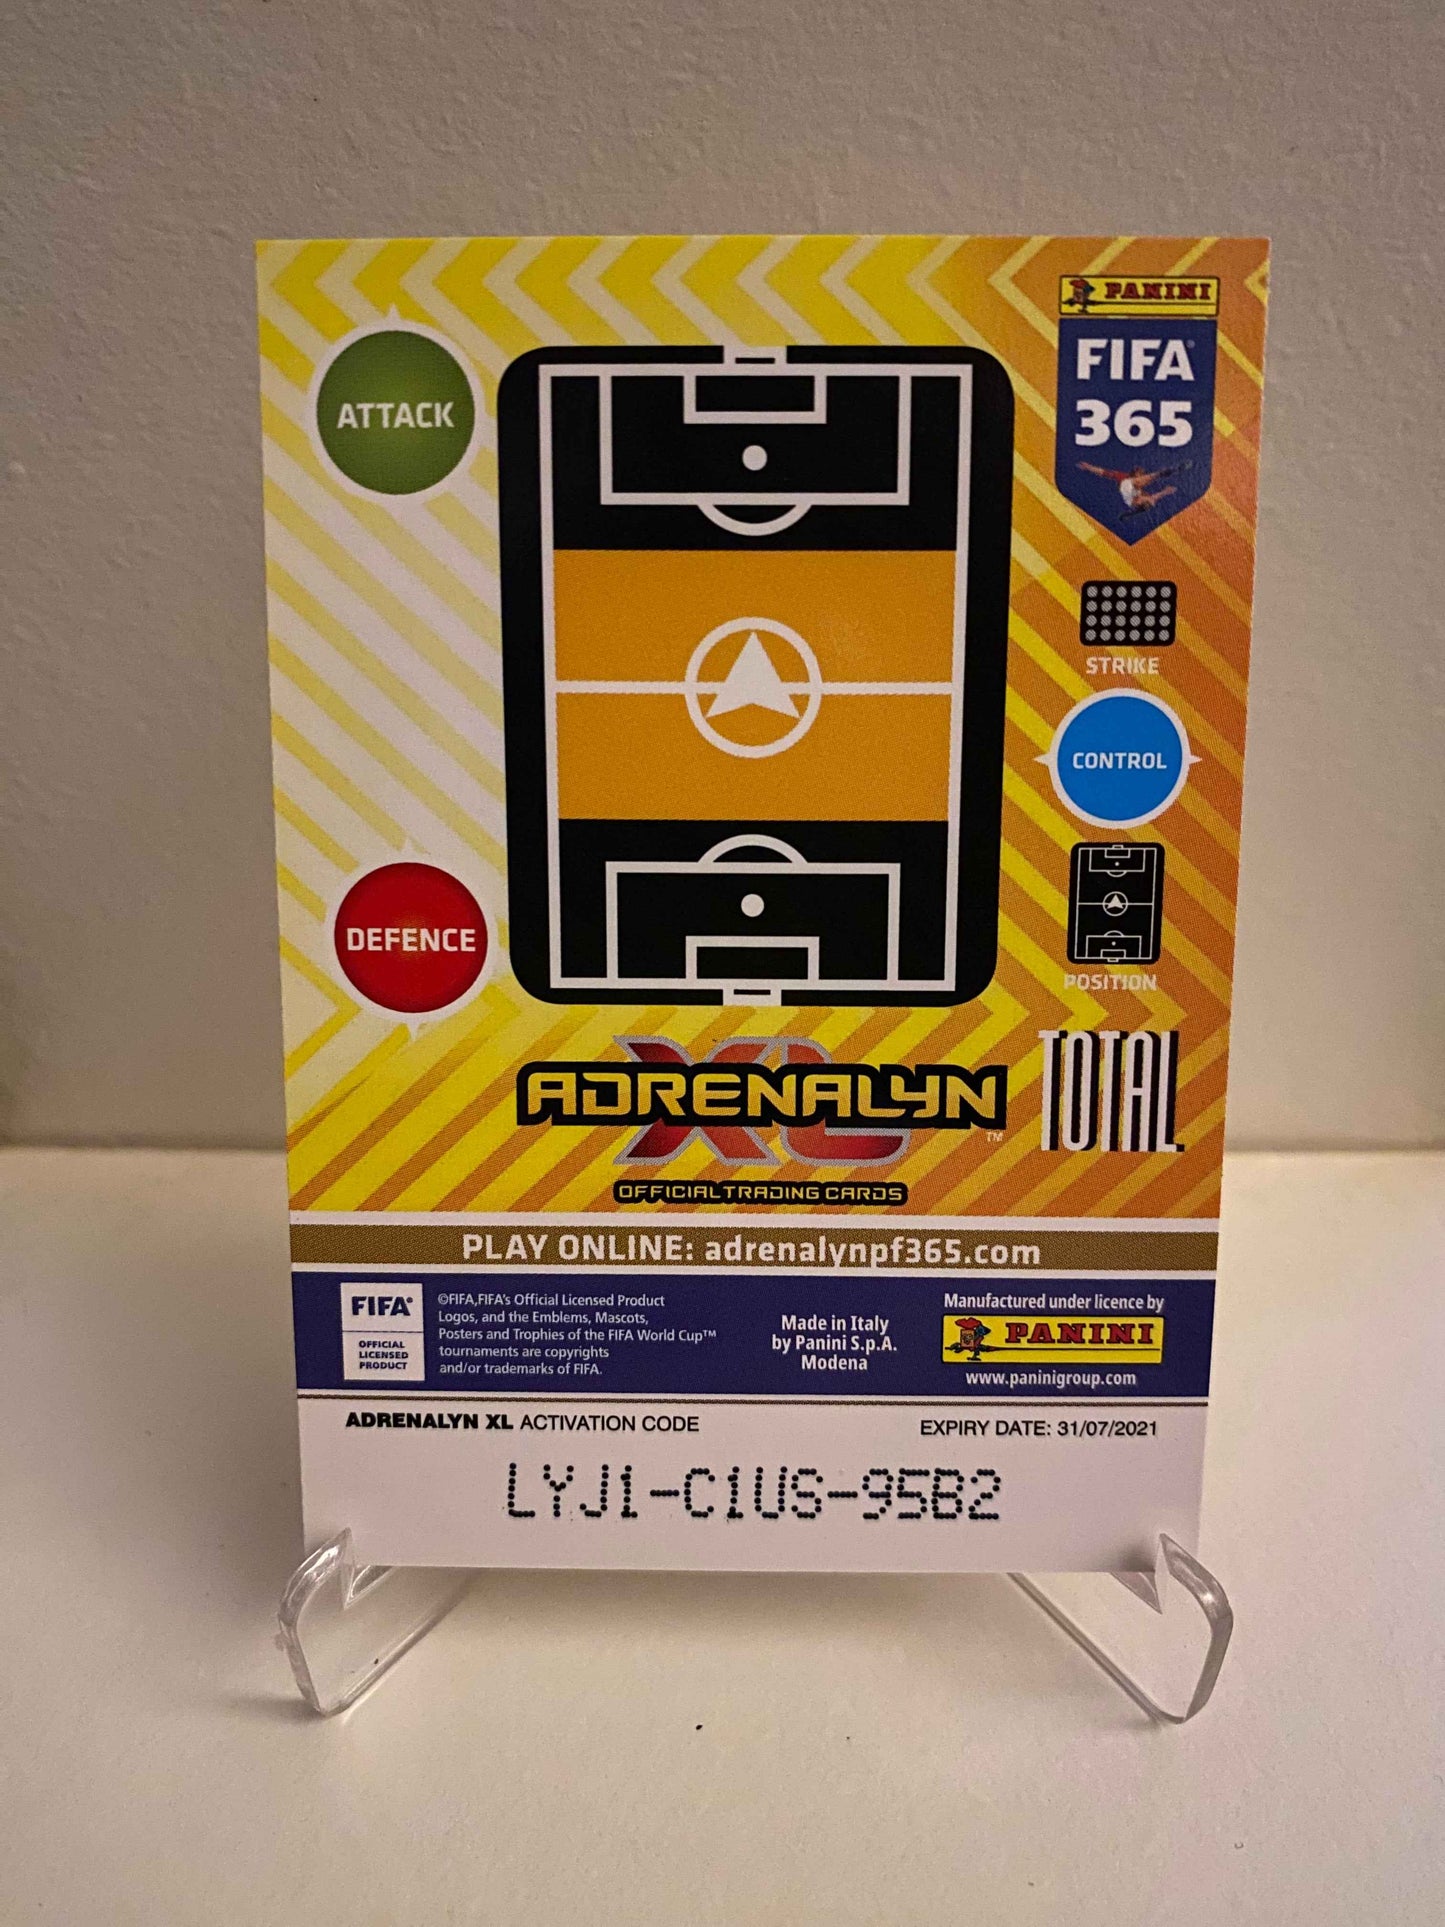 PANINI
FIFA
365
ATTACK
STRIKE
CONTROL
DEFENCE
POSITION
TOTAL
ADRENALYN
XL
TM
OFFICIAL TRADING CARDS
PLAY ONLINE: adrenalynpf365.com
FIFA®
OFFICIAL
LICENSED
PRODUCT
©FIFA,FIFA's Official Licensed Product
Logos, and the Emblems, Mascots,
Posters and Trophies of the FIFA World Cup™
tournaments are copyrights
and/or trademarks of FIFA.
Made in Italy
by Panini S.p.A.
Modena
Manufactured under licence by
PANINI
www.paninigroup.com
ADRENALYN XL ACTIVATION CODE
EXPIRY DATE: 31/07/2021
LYJ1-C1US-95B2